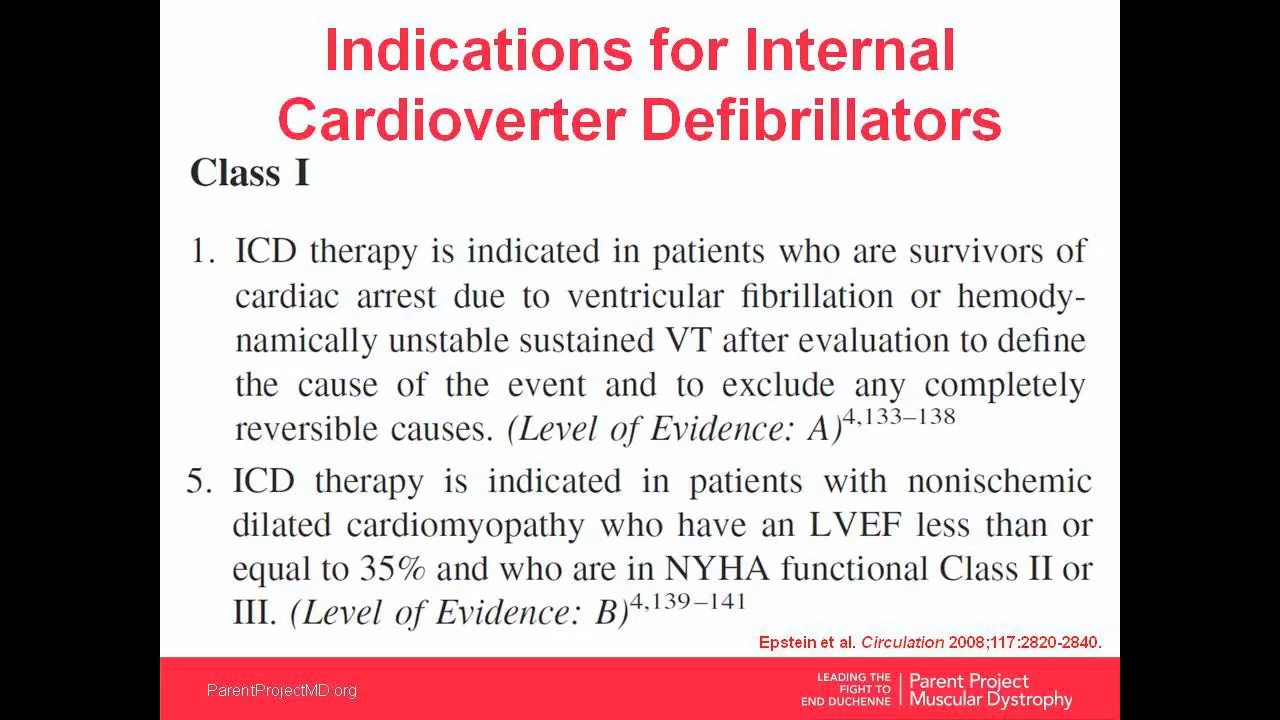 Indications for Internal
Cardioverter Defibrillators
Class I
1. ICD therapy is indicated in patients who are survivors of
cardiac arrest due to ventricular fibrillation or hemody-
namically unstable sustained VT after evaluation to define
the cause of the event and to exclude any completely
reversible causes. (Level of Evidence: A)4,133–138
5. ICD therapy is indicated in patients with nonischemic
dilated cardiomyopathy who have an LVEF less than or
equal to 35% and who are in NYHA functional Class II or
III. (Level of Evidence: B)4,139–141
Epstein et al. Circulation 2008;117:2820-2840.
ParentProjectMD.org
LEADING THE
FIGHT TO
END DUCHENNE
Parent Project
Muscular Dystrophy